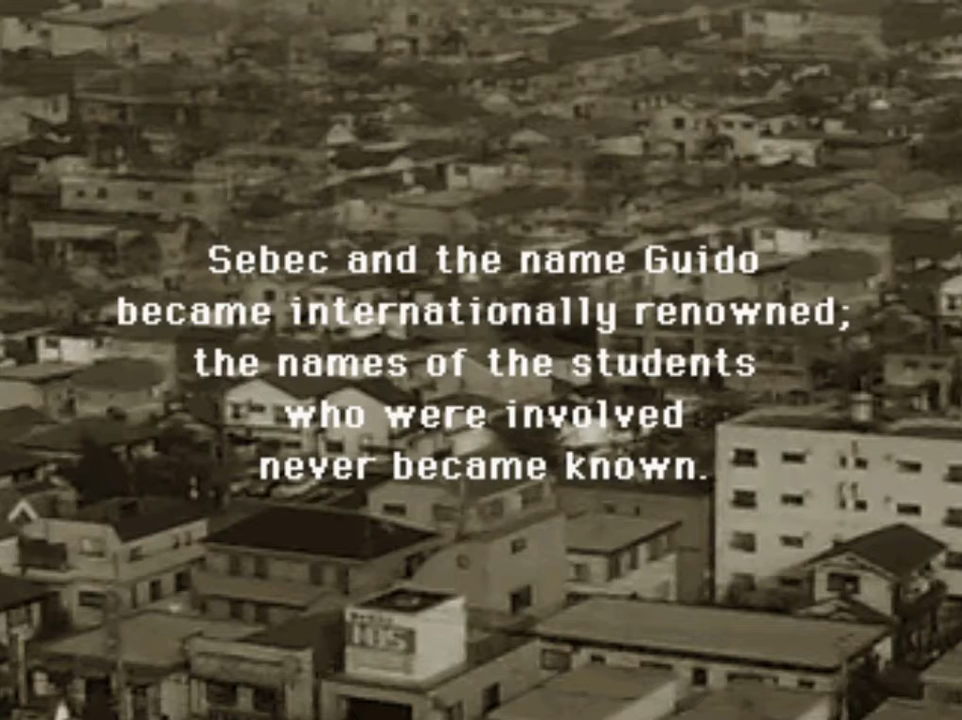 Sebec and the name Guido
became internationally renowned;
the names of the students
who were involved
never became known.